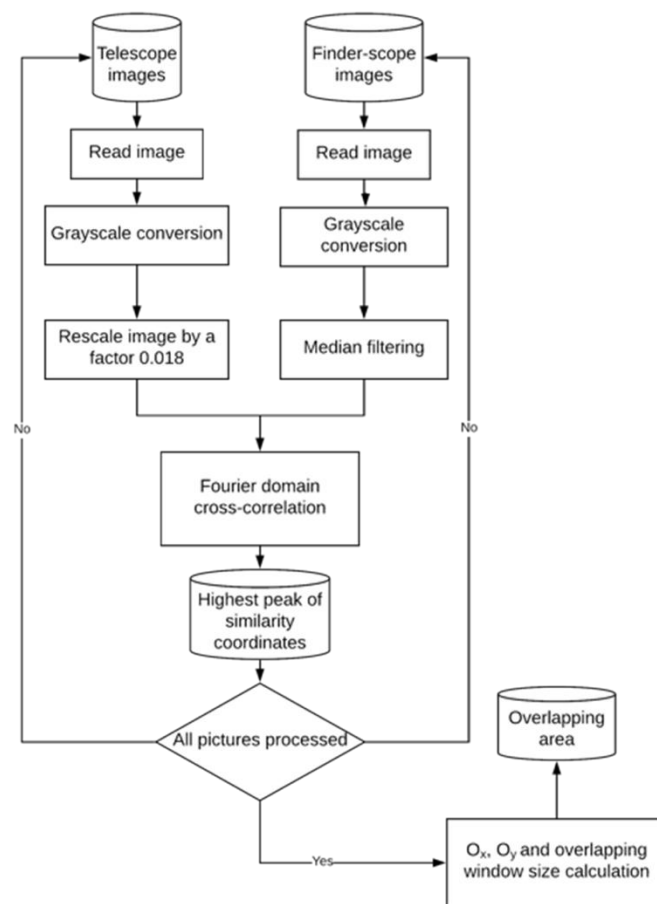 Telescope
images
Finder-scope
images
Read image
Read image
Grayscale conversion
Grayscale
conversion
Rescale image by a
factor 0.018
Median filtering
No
No
Fourier domain
cross-correlation
Highest peak of
similarity
coordinates
All pictures processed
Overlapping
area
Yes
Oₓ, Oᵧ and overlapping
window size calculation